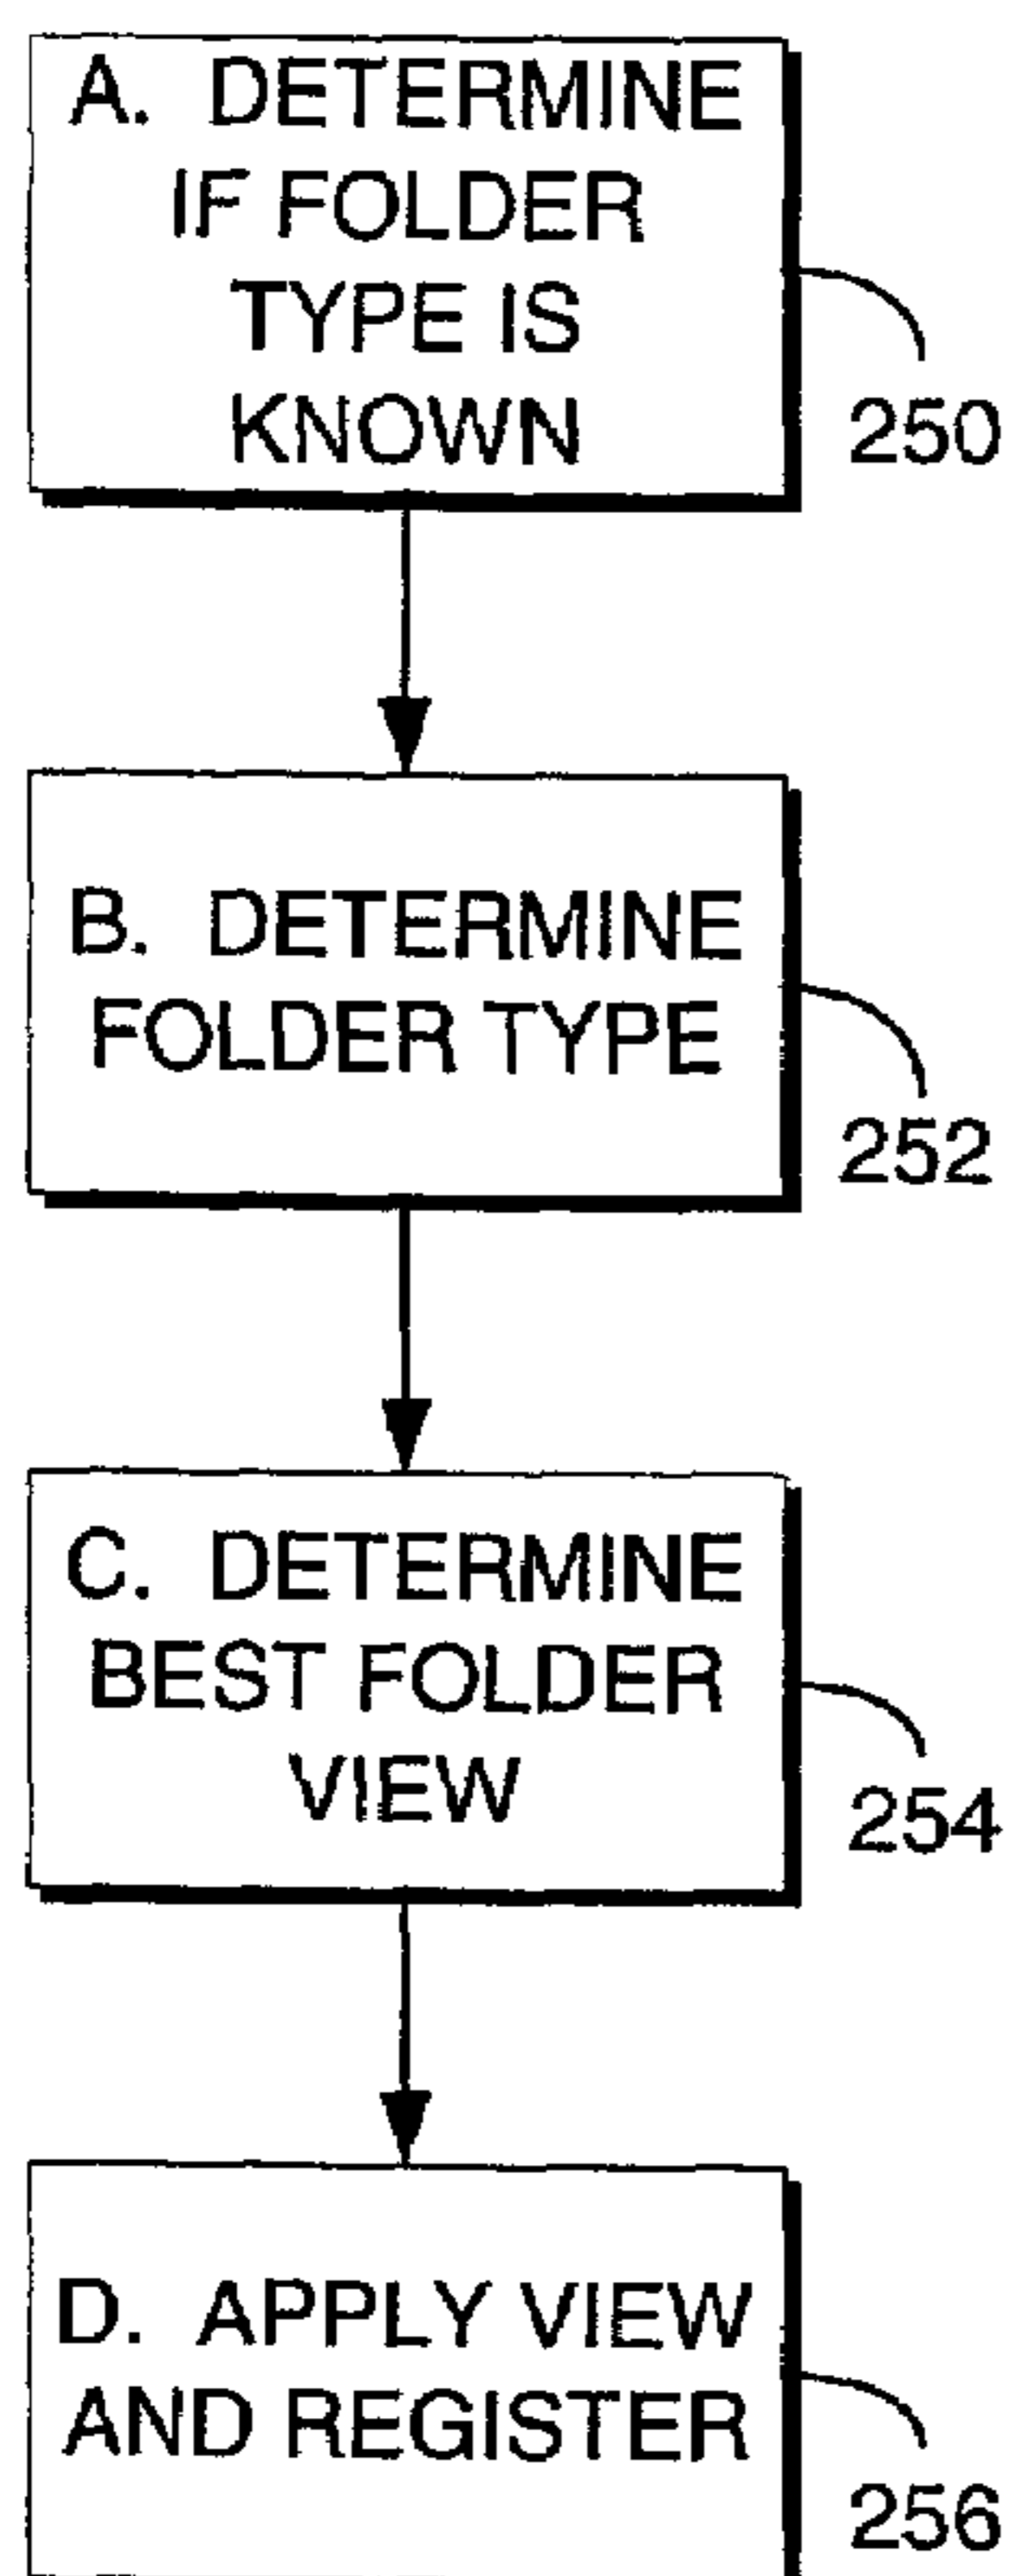 A. DETERMINE
IF FOLDER
TYPE IS
KNOWN
250
B. DETERMINE
FOLDER TYPE
252
C. DETERMINE
BEST FOLDER
VIEW
254
D. APPLY VIEW
AND REGISTER
256